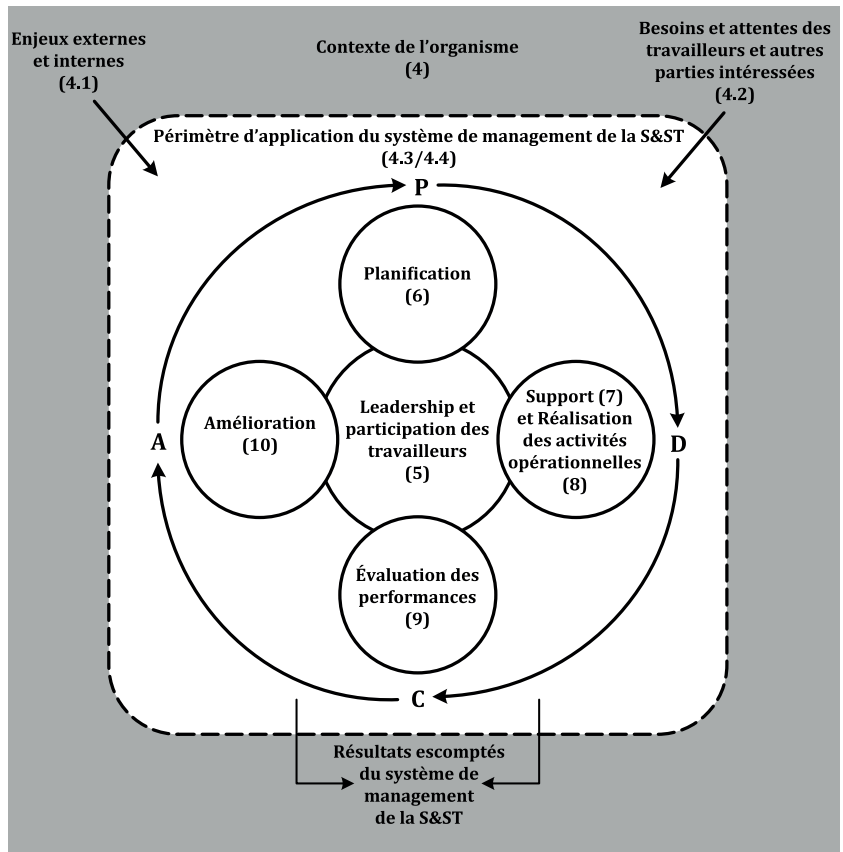 Enjeux externes
et internes
(4.1)
Contexte de l’organisme
(4)
Besoins et attentes des
travailleurs et autres
parties intéressées
(4.2)
Périmètre d’application du système de management de la S&ST
(4.3/4.4)
P
Planification
(6)
Amélioration
(10)
Leadership et
participation des
travailleurs
(5)
Support (7)
et Réalisation
des activités
opérationnelles
(8)
A
D
Évaluation des
performances
(9)
C
Résultats escomptés
du système de
management
de la S&ST